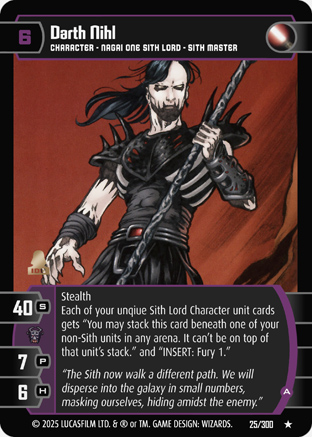 6
Darth Nihl
CHARACTER - NAGAI ONE SITH LORD - SITH MASTER
40 S
Stealth
Each of your unqiue Sith Lord Character unit cards
gets "You may stack this card beneath one of your
non-Sith units in any arena. It can't be on top of
that unit's stack." and "INSERT: Fury 1."
7 P
6 H
"The Sith now walk a different path. We will
disperse into the galaxy in small numbers,
masking ourselves, hiding amidst the enemy."
A
© 2025 LUCASFILM LTD. & ® or TM. GAME DESIGN: WIZARDS.
25/300